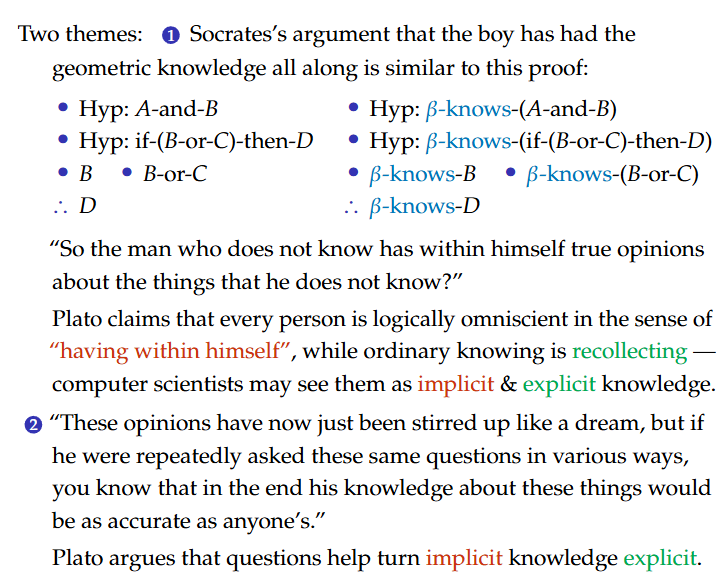 Two themes: ❶ Socrates’s argument that the boy has had the
geometric knowledge all along is similar to this proof:
• Hyp: A-and-B • Hyp: β-knows-(A-and-B)
• Hyp: if-(B-or-C)-then-D • Hyp: β-knows-(if-(B-or-C)-then-D)
• B • B-or-C • β-knows-B • β-knows-(B-or-C)
∴ D ∴ β-knows-D
“So the man who does not know has within himself true opinions
about the things that he does not know?”
Plato claims that every person is logically omniscient in the sense of
“having within himself”, while ordinary knowing is recollecting —
computer scientists may see them as implicit & explicit knowledge.
❷ “These opinions have now just been stirred up like a dream, but if
he were repeatedly asked these same questions in various ways,
you know that in the end his knowledge about these things would
be as accurate as anyone’s.”
Plato argues that questions help turn implicit knowledge explicit.